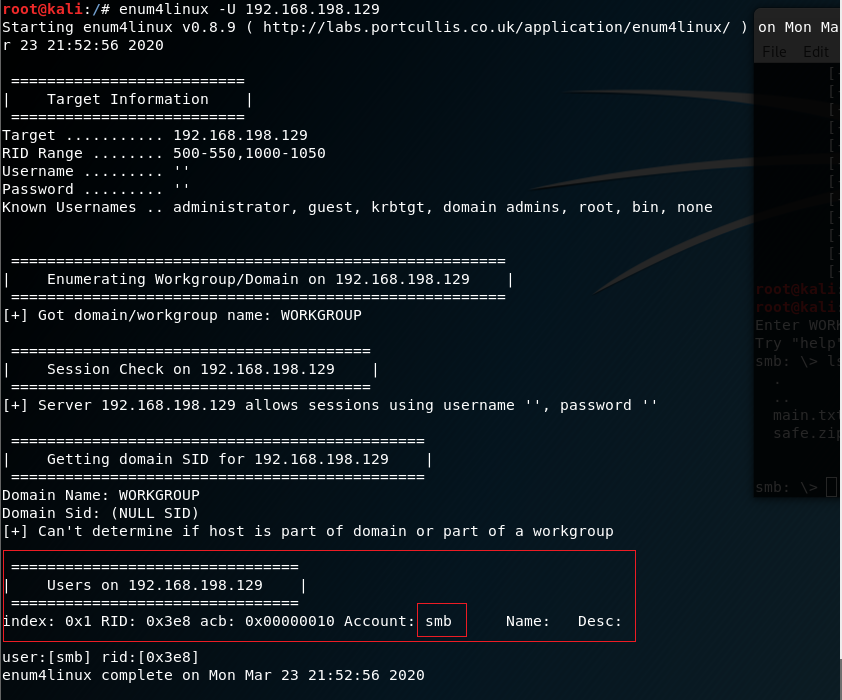 root@kali:/# enum4linux -U 192.168.198.129
Starting enum4linux v0.8.9 ( http://labs.portcullis.co.uk/application/enum4linux/ ) on Mon Ma
r 23 21:52:56 2020
 ==========================
|    Target Information    |
 ==========================
Target ........... 192.168.198.129
RID Range ........ 500-550,1000-1050
Username ......... ''
Password ......... ''
Known Usernames .. administrator, guest, krbtgt, domain admins, root, bin, none
 =======================================================
|    Enumerating Workgroup/Domain on 192.168.198.129    |
 =======================================================
[+] Got domain/workgroup name: WORKGROUP
 ========================================
|    Session Check on 192.168.198.129    |
 ========================================
[+] Server 192.168.198.129 allows sessions using username '', password ''
 ==============================================
|    Getting domain SID for 192.168.198.129    |
 ==============================================
Domain Name: WORKGROUP
Domain Sid: (NULL SID)
[+] Can't determine if host is part of domain or part of a workgroup
 ================================
|    Users on 192.168.198.129    |
 ================================
index: 0x1 RID: 0x3e8 acb: 0x00000010 Account: smb      Name:   Desc:
user:[smb] rid:[0x3e8]
enum4linux complete on Mon Mar 23 21:52:56 2020
File Edit
[-
[-
[-
[-
[-
[-
[-
[-
[-
[-
[-
[-
root@kali
root@kali
Enter WOR
Try "help
smb: \> ls
.
..
main.tx
safe.zip
smb: \>